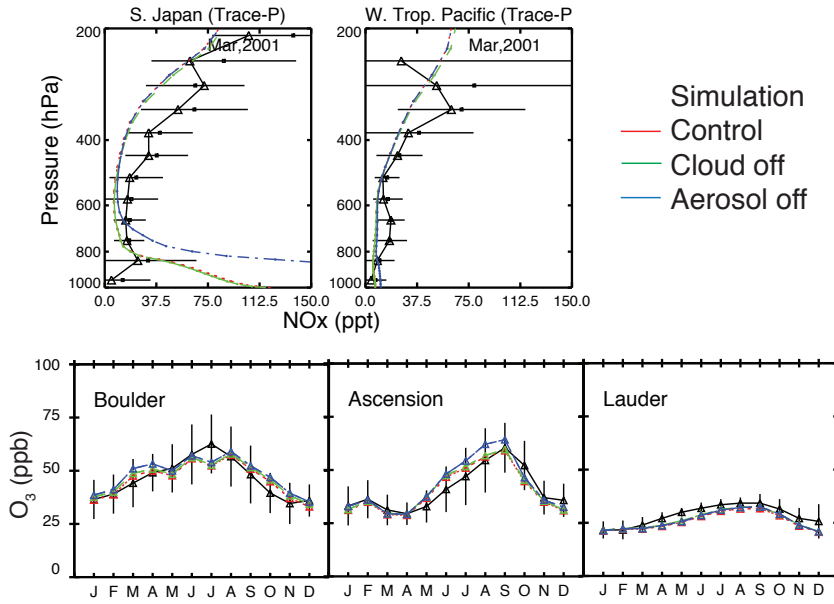 S. Japan (Trace-P)
W. Trop. Pacific (Trace-P
Mar,2001
Mar,2001
Pressure (hPa)
200
400
600
800
1000
200
400
600
800
1000
0.0 37.5 75.0 112.5 150.0
0.0 37.5 75.0 112.5 150.0
NOx (ppt)
Simulation
Control
Cloud off
Aerosol off
O3 (ppb)
100
75
50
25
0
Boulder
Ascension
Lauder
J F M A M J J A S O N D
J F M A M J J A S O N D
J F M A M J J A S O N D